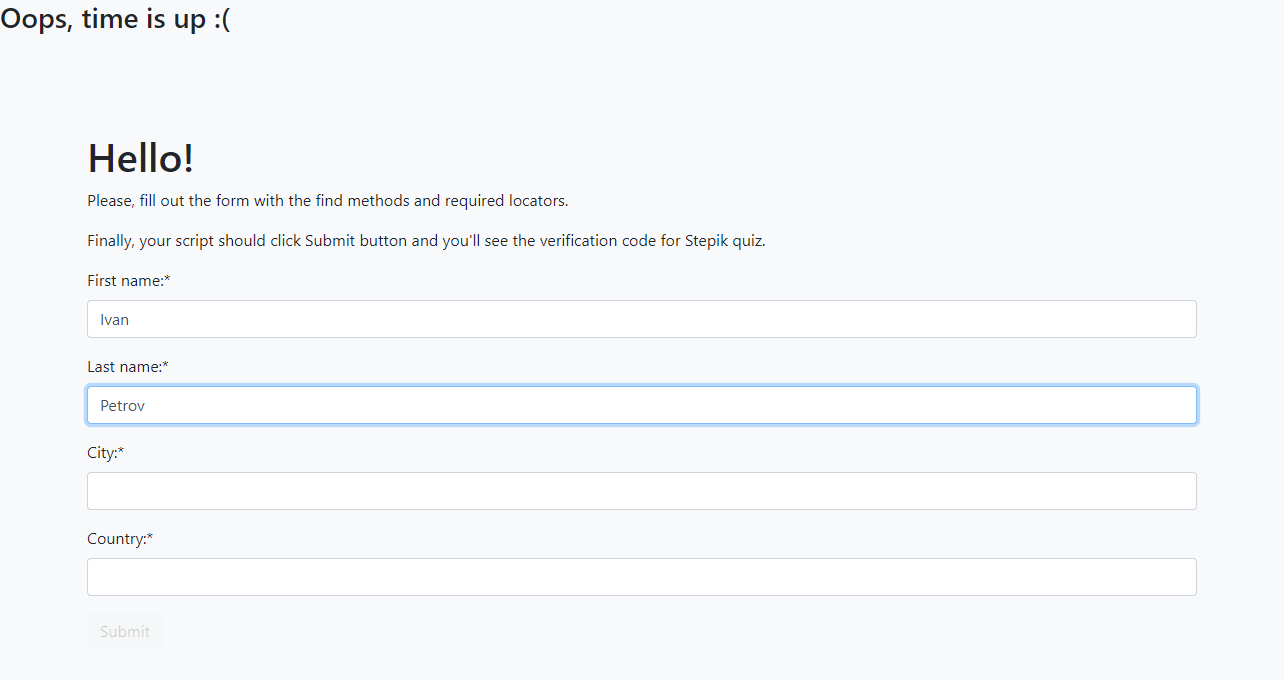 Oops, time is up :(
Hello!
Please, fill out the form with the find methods and required locators.
Finally, your script should click Submit button and you'll see the verification code for Stepik quiz.
First name:*
Ivan
Last name:*
Petrov
City:*
Country:*
Submit